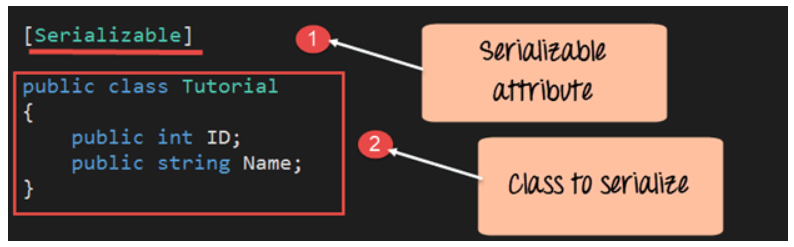 [Serializable]
1
Serializable
attribute
public class Tutorial
{
public int ID;
public string Name;
}
2
Class to serialize